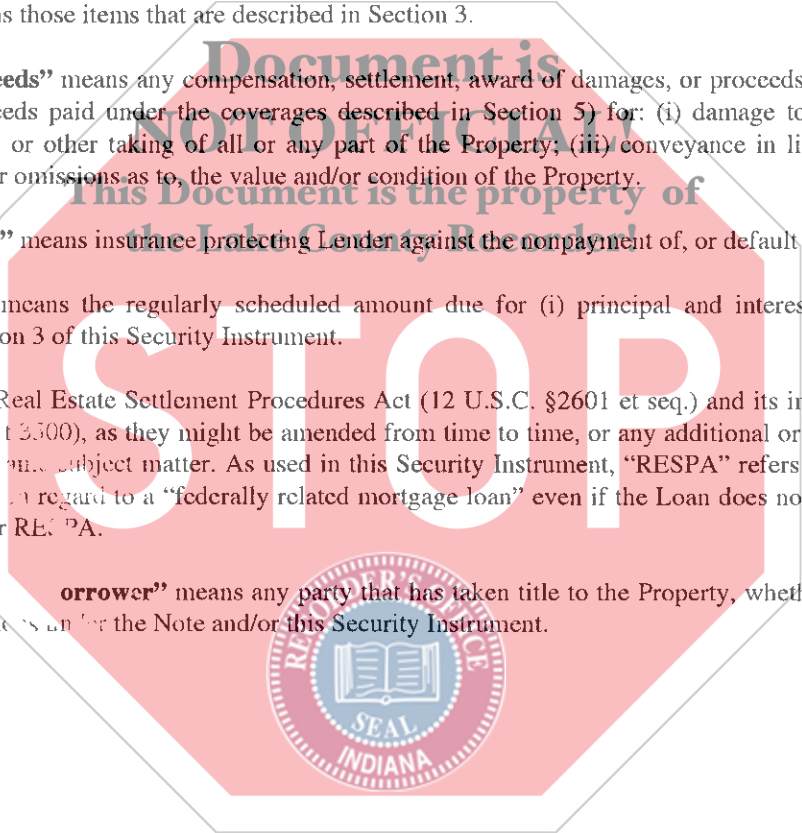 s those items that are described in Section 3.
Document is
eeds” means any compensation, settlement, award of damages, or proceeds
eeds paid under the coverages described in Section 5) for: (i) damage to
NOT OFFICIAL!
or other taking of all or any part of the Property; (iii) conveyance in li
r omissions as to, the value and/or condition of the Property.
This Document is the property of
the Lake County Recorder!
” means insurance protecting Lender against the nonpayment of, or default
means the regularly scheduled amount due for (i) principal and interes
on 3 of this Security Instrument.
STOP
Real Estate Settlement Procedures Act (12 U.S.C. §2601 et seq.) and its in
t 3500), as they might be amended from time to time, or any additional or
subject matter. As used in this Security Instrument, “RESPA” refers
regard to a “federally related mortgage loan” even if the Loan does no
r RESPA.
orrower” means any party that has taken title to the Property, wheth
the Note and/or this Security Instrument.
RECORDER'S OFFICE
SEAL
INDIANA